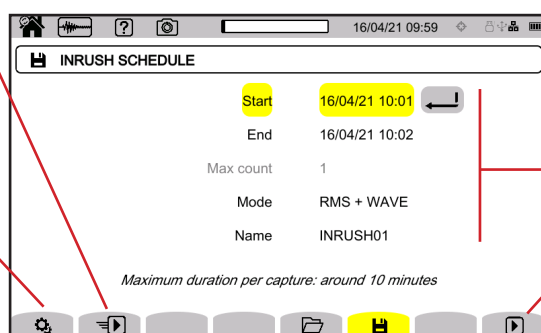 ? 16/04/21 09:59
INRUSH SCHEDULE
Start 16/04/21 10:01
End 16/04/21 10:02
Max count 1
Mode RMS + WAVE
Name INRUSH01
Maximum duration per capture: around 10 minutes